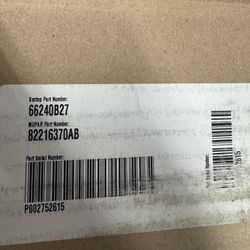 Bestop Part Number:
66240B27
MOPAR Part Number:
82216370AB
Part Serial Number:
P002752615